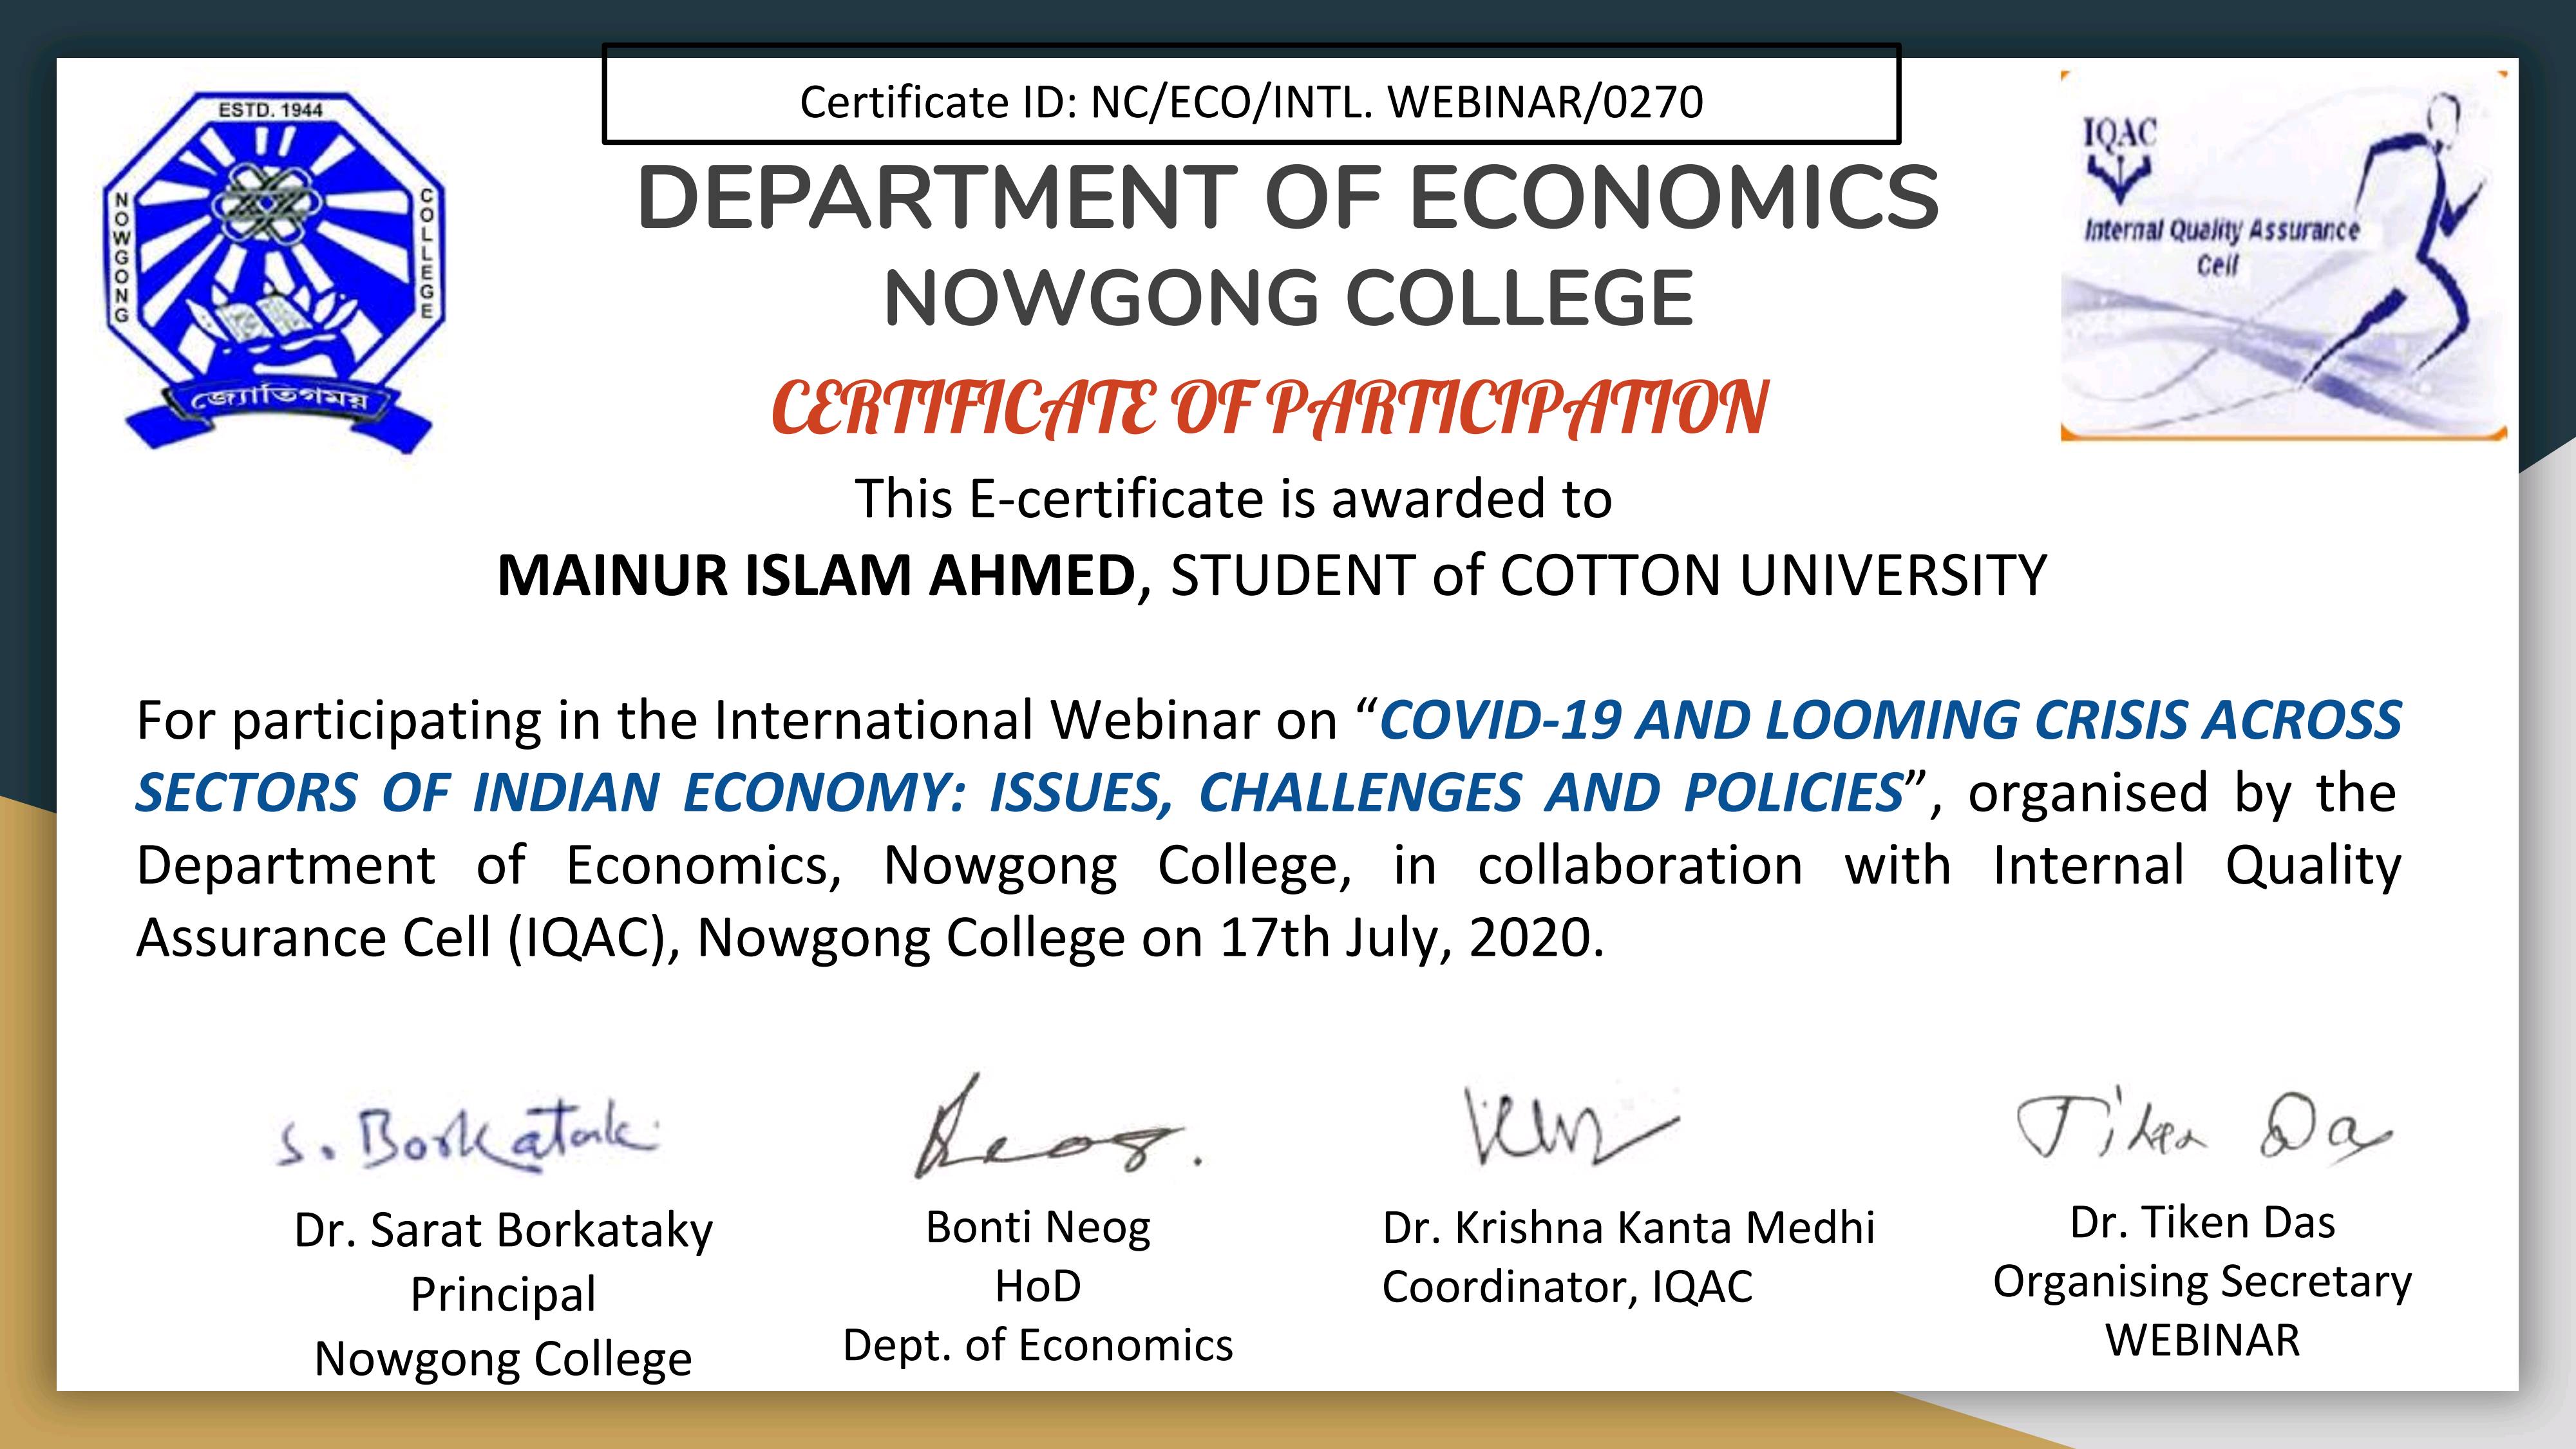 Certificate ID: NC/ECO/INTL. WEBINAR/0270
ESTD. 1944
NOWGONG
COLLEGE
জ্যোতিগময়
IQAC
Internal Quality Assurance
Cell
DEPARTMENT OF ECONOMICS
NOWGONG COLLEGE
CERTIFICATE OF PARTICIPATION
This E-certificate is awarded to
MAINUR ISLAM AHMED, STUDENT of COTTON UNIVERSITY
For participating in the International Webinar on “COVID-19 AND LOOMING CRISIS ACROSS
SECTORS OF INDIAN ECONOMY: ISSUES, CHALLENGES AND POLICIES”, organised by the
Department of Economics, Nowgong College, in collaboration with Internal Quality
Assurance Cell (IQAC), Nowgong College on 17th July, 2020.
S. Borkatak
Neog.
Tiken Das
Dr. Sarat Borkataky
Principal
Nowgong College
Bonti Neog
HoD
Dept. of Economics
Dr. Krishna Kanta Medhi
Coordinator, IQAC
Dr. Tiken Das
Organising Secretary
WEBINAR